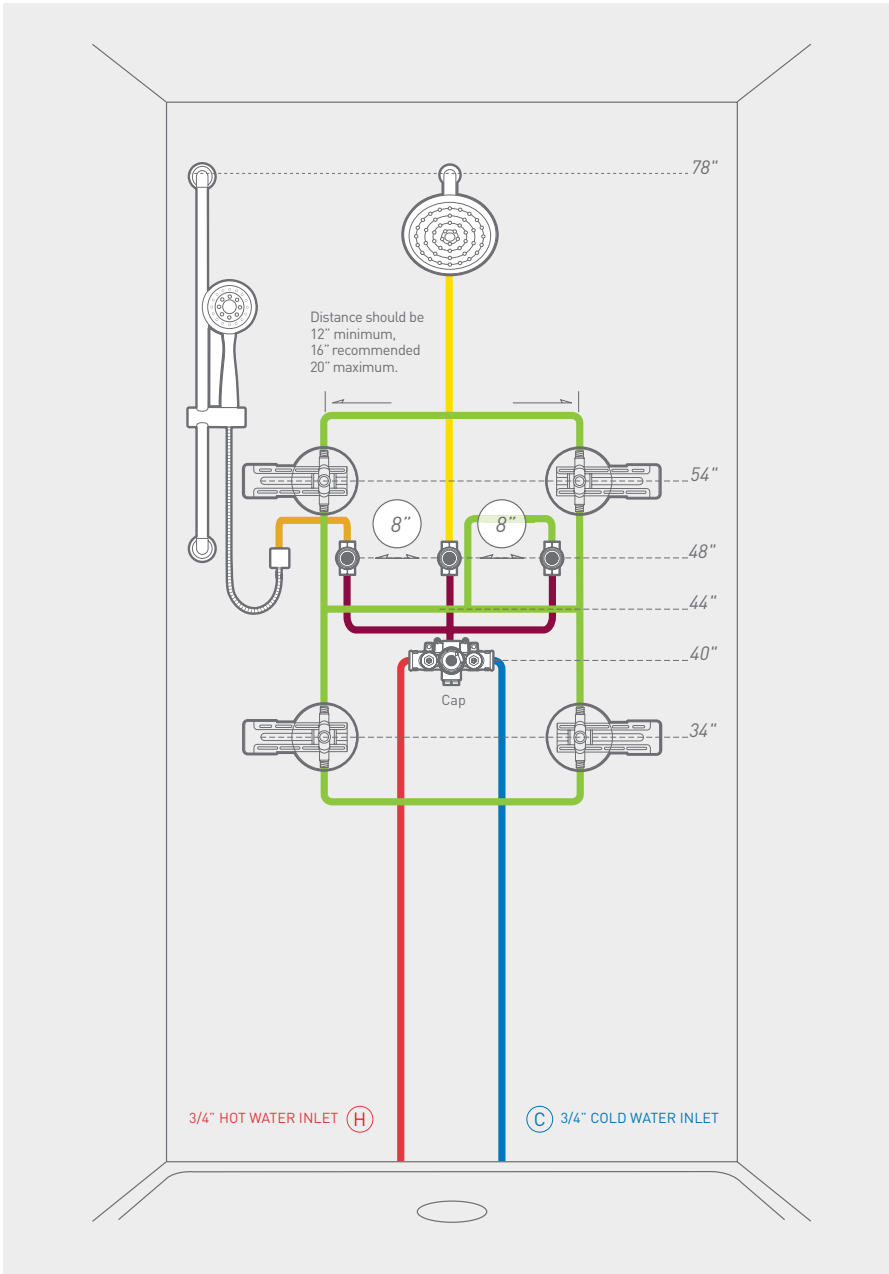 78"
Distance should be
12" minimum,
16" recommended
20" maximum.
54"
8"
8"
48"
44"
40"
Cap
34"
3/4" HOT WATER INLET H
C 3/4" COLD WATER INLET